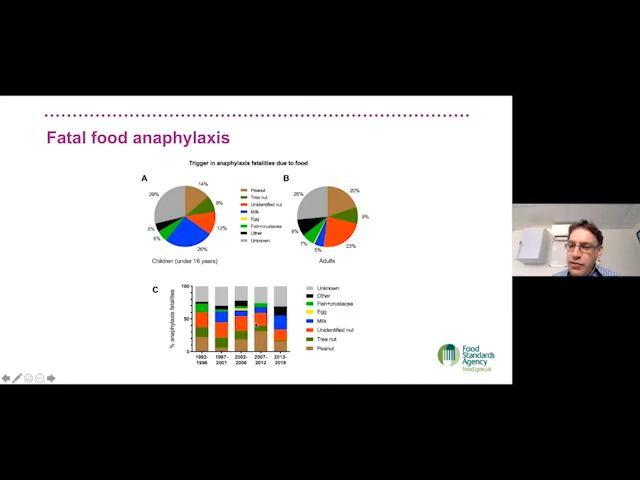 Fatal food anaphylaxis
Trigger in anaphylaxis fatalities due to food
A
14%
9%
12%
26%
6%
5%
29%
Children (under 16 years)
Peanut
Tree nut
Unidentified nut
Milk
Egg
Fish+crustacea
Other
Unknown
B
20%
9%
23%
5%
7%
26%
Adults
C
% anaphylaxis fatalities
100
50
0
1992-
1997-
2001
2002-
2006
2007-
2012
2013-
2018
Unknown
Other
Fish+crustacea
Egg
Milk
Unidentified nut
Tree nut
Peanut
Food
Standards
Agency
food.gov.uk